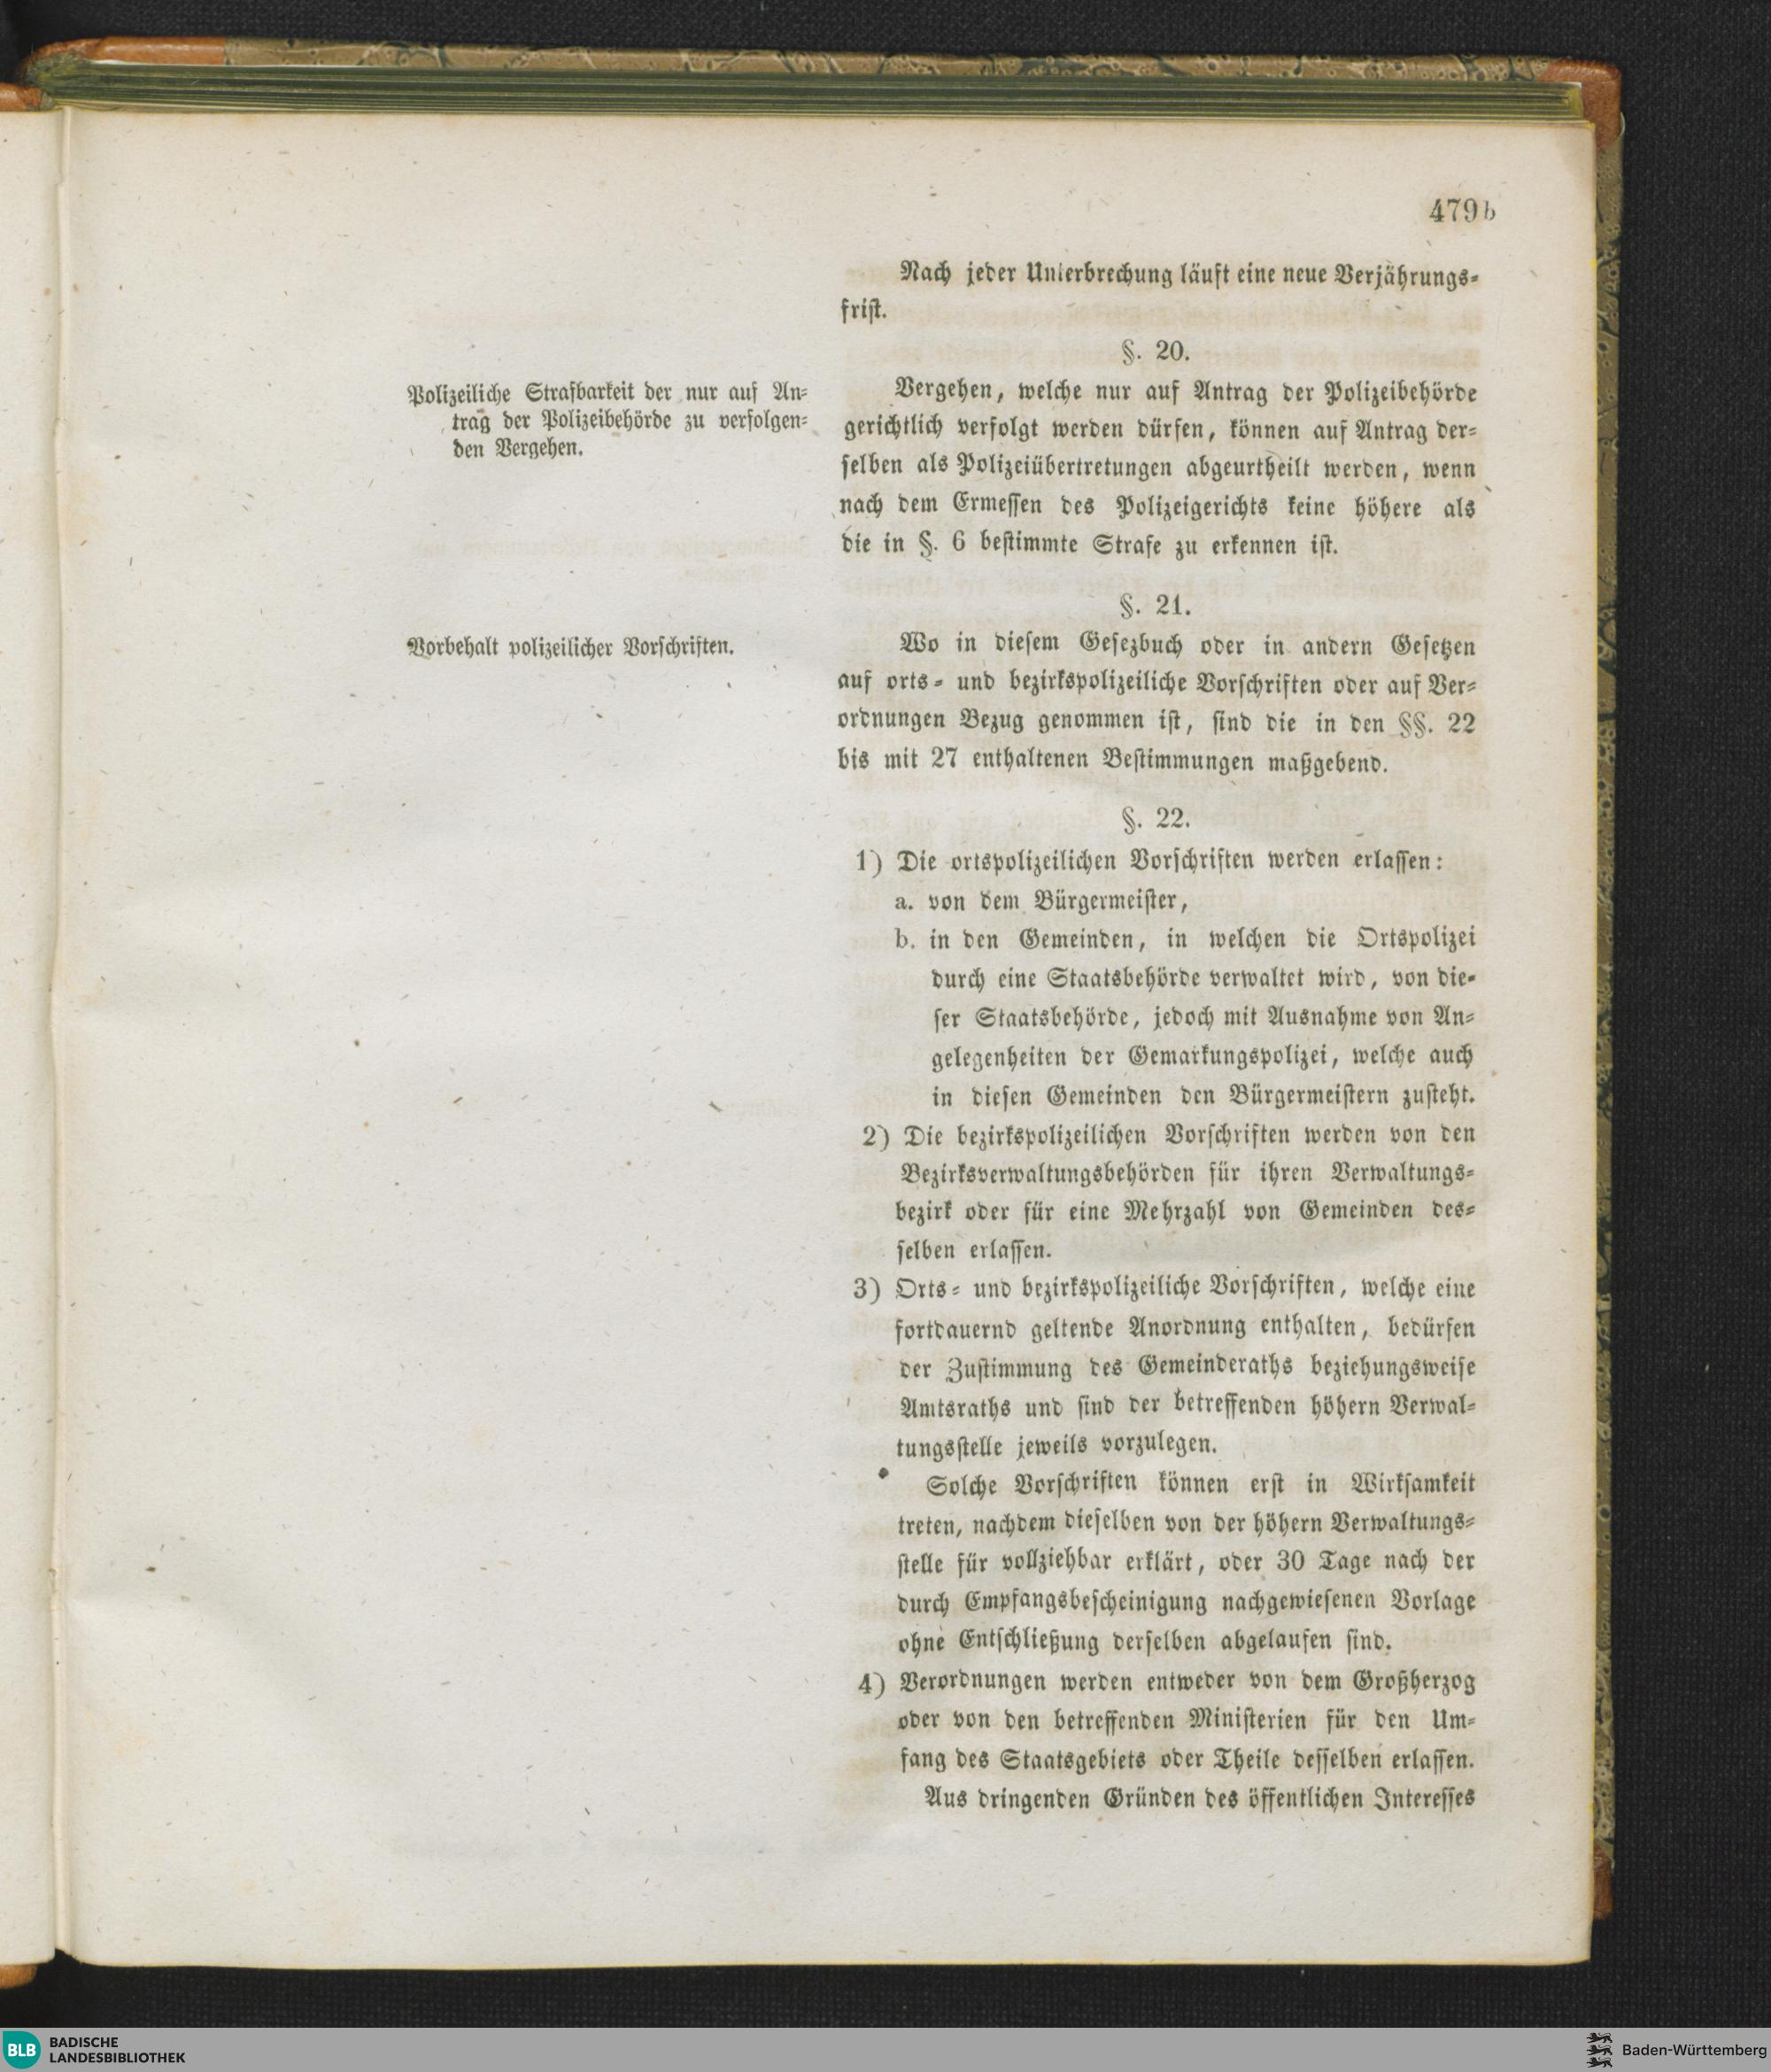 479b
Nach jeder Unterbrechung läuft eine neue Verjährungs-
frist.
§. 20.
Polizeiliche Strafbarkeit der nur auf An-
trag der Polizeibehörde zu verfolgen-
den Vergehen.
Vergehen, welche nur auf Antrag der Polizeibehörde
gerichtlich verfolgt werden dürfen, können auf Antrag der-
selben als Polizeiübertretungen abgeurtheilt werden, wenn
nach dem Ermessen des Polizeigerichts keine höhere als
die in §. 6 bestimmte Strafe zu erkennen ist.
§. 21.
Vorbehalt polizeilicher Vorschriften.
Wo in diesem Gesezbuch oder in andern Gesetzen
auf orts- und bezirkspolizeiliche Vorschriften oder auf Ver-
ordnungen Bezug genommen ist, sind die in den §§. 22
bis mit 27 enthaltenen Bestimmungen maßgebend.
§. 22.
1) Die ortspolizeilichen Vorschriften werden erlassen:
a. von dem Bürgermeister,
b. in den Gemeinden, in welchen die Ortspolizei
durch eine Staatsbehörde verwaltet wird, von die-
ser Staatsbehörde, jedoch mit Ausnahme von An-
gelegenheiten der Gemarkungspolizei, welche auch
in diesen Gemeinden den Bürgermeistern zusteht.
2) Die bezirkspolizeilichen Vorschriften werden von den
Bezirksverwaltungsbehörden für ihren Verwaltungs-
bezirk oder für eine Mehrzahl von Gemeinden des-
selben erlassen.
3) Orts- und bezirkspolizeiliche Vorschriften, welche eine
fortdauernd geltende Anordnung enthalten, bedürfen
der Zustimmung des Gemeinderaths beziehungsweise
Amtsraths und sind der betreffenden höhern Verwal-
tungsstelle jeweils vorzulegen.
Solche Vorschriften können erst in Wirksamkeit
treten, nachdem dieselben von der höhern Verwaltungs-
stelle für vollziehbar erklärt, oder 30 Tage nach der
durch Empfangsbescheinigung nachgewiesenen Vorlage
ohne Entschließung derselben abgelaufen sind.
4) Verordnungen werden entweder von dem Großherzog
oder von den betreffenden Ministerien für den Um-
fang des Staatsgebiets oder Theile desselben erlassen.
Aus dringenden Gründen des öffentlichen Interesses
BLB BADISCHE
LANDESBIBLIOTHEK
Baden-Württemberg